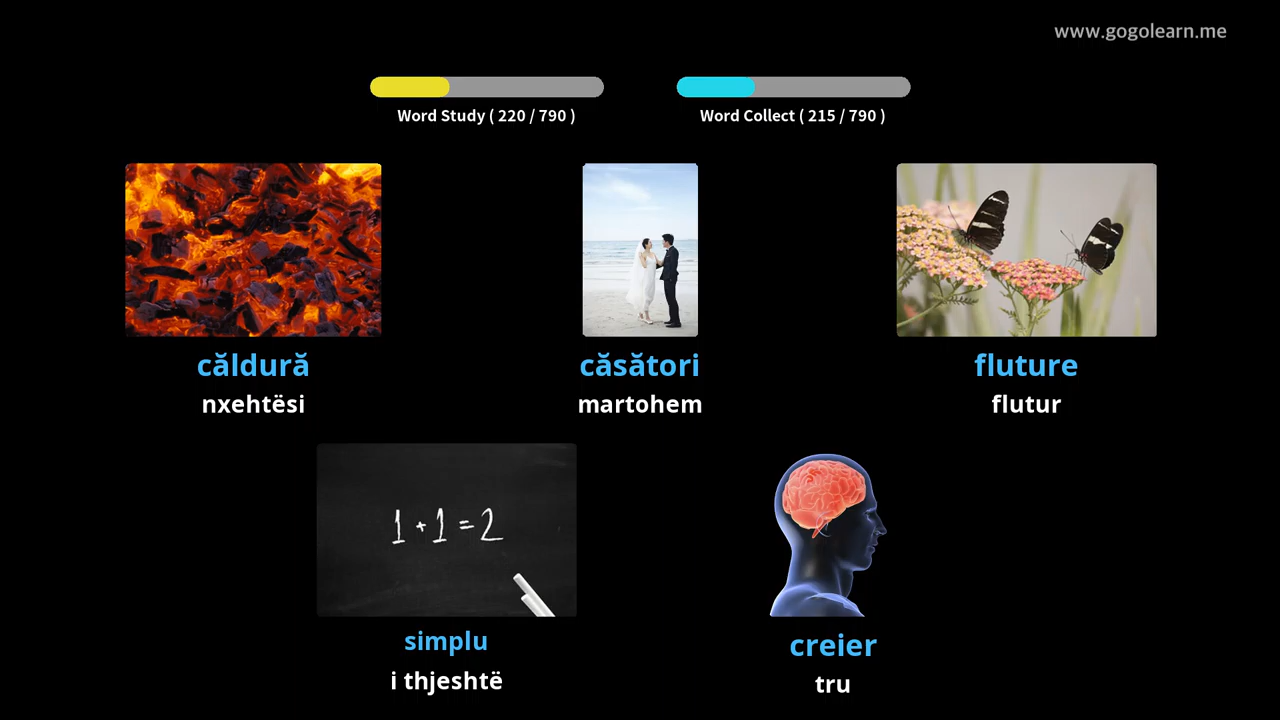 www.gogolearn.me
Word Study ( 220 / 790 )
Word Collect ( 215 / 790 )
căldură
nxehtësi
căsători
martohem
fluture
flutur
1 + 1 = 2
simplu
i thjeshtë
creier
tru